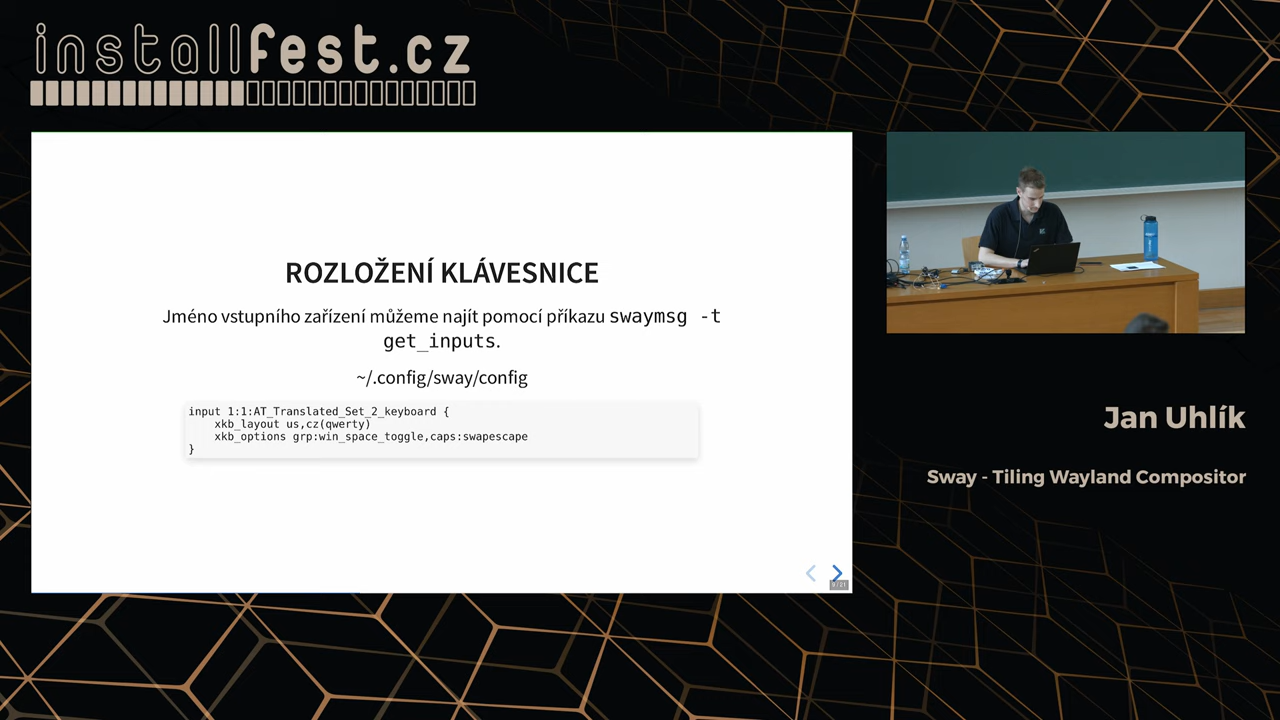 installfest.cz
ROZLOŽENÍ KLÁVESNICE
Jméno vstupního zařízení můžeme najít pomocí příkazu swaymsg -t
get_inputs.
~/.config/sway/config
input 1:1:AT_Translated_Set_2_keyboard {
    xkb_layout us,cz(qwerty)
    xkb_options grp:win_space_toggle,caps:swapescape
}
Jan Uhlík
Sway - Tiling Wayland Compositor